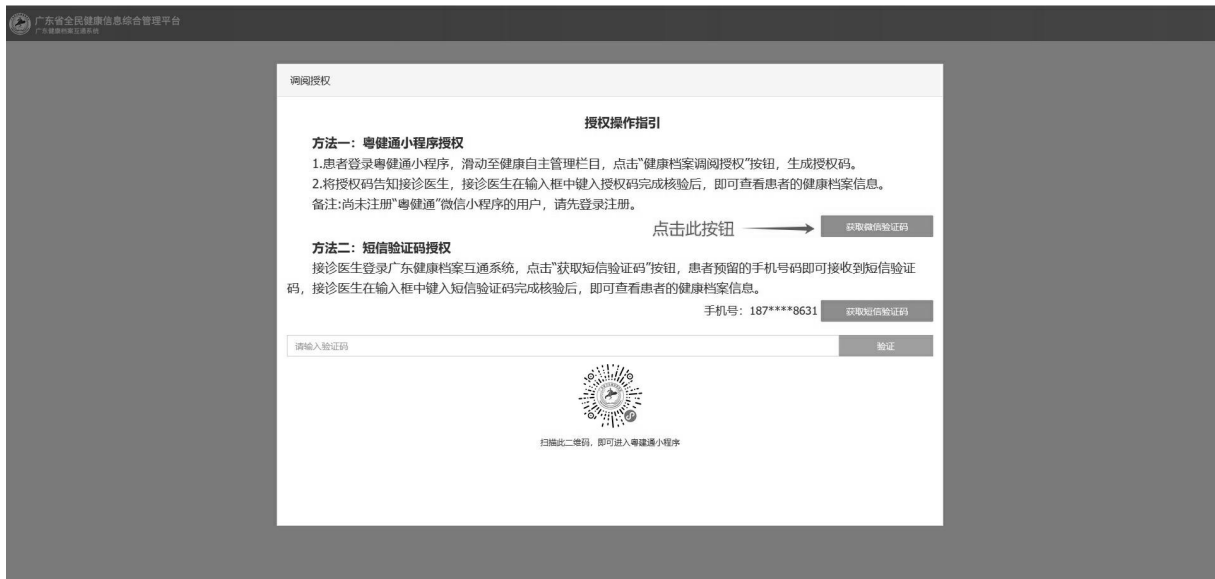 广东省全民健康信息综合管理平台
广东健康档案互通系统
调阅授权
授权操作指引
方法一：粤健通小程序授权
1.患者登录粤健通小程序，滑动至健康自主管理栏目，点击“健康档案调阅授权”按钮，生成授权码。
2.将授权码告知接诊医生，接诊医生在输入框中键入授权码完成核验后，即可查看患者的健康档案信息。
备注:尚未注册“粤健通”微信小程序的用户，请先登录注册。
点击此按钮 获取微信验证码
方法二：短信验证码授权
接诊医生登录广东健康档案互通系统，点击“获取短信验证码”按钮，患者预留的手机号码即可接收到短信验证
码，接诊医生在输入框中键入短信验证码完成核验后，即可查看患者的健康档案信息。
手机号：187****8631 获取短信验证码
请输入验证码 验证
扫描此二维码，即可进入粤建通小程序